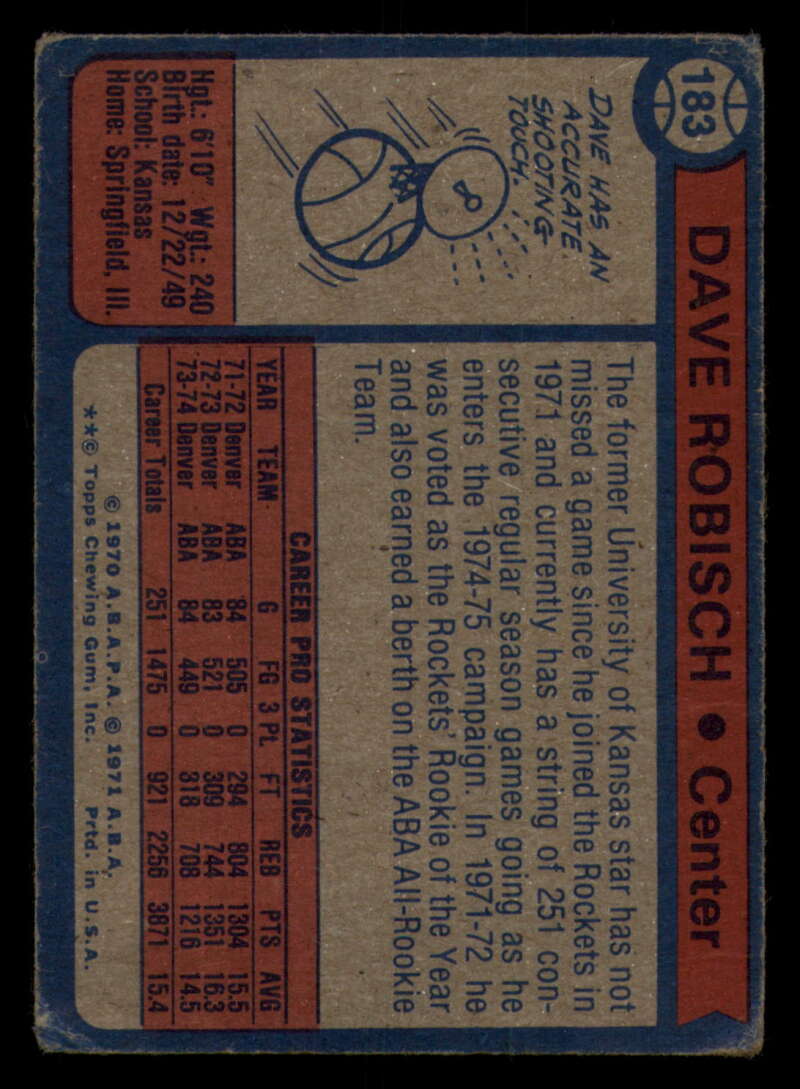 183
DAVE ROBISCH • Center
DAVE HAS AN
ACCURATE
SHOOTING
TOUCH.
Hgt.: 6'10" Wgt.: 240
Birth date: 12/22/49
School: Kansas
Home: Springfield, Ill.
The former University of Kansas star has not
missed a game since he joined the Rockets in
1971 and currently has a string of 251 con-
secutive regular season games going as he
enters the 1974-75 campaign. In 1971-72 he
was voted as the Rockets' Rookie of the Year
and also earned a berth on the ABA All-Rookie
Team.
CAREER PRO STATISTICS
YEAR TEAM G FG 3 Pt FT REB PTS AVG
71-72 Denver ABA 84 505 0 294 804 1304 15.5
72-73 Denver ABA 83 521 0 309 744 1351 16.3
73-74 Denver ABA 84 449 0 318 708 1216 14.5
Career Totals 251 1475 0 921 2256 3871 15.4
© 1970 A.B.A.P.A. © 1971 A.B.A.
**© Topps Chewing Gum, Inc. Prtd. in U.S.A.